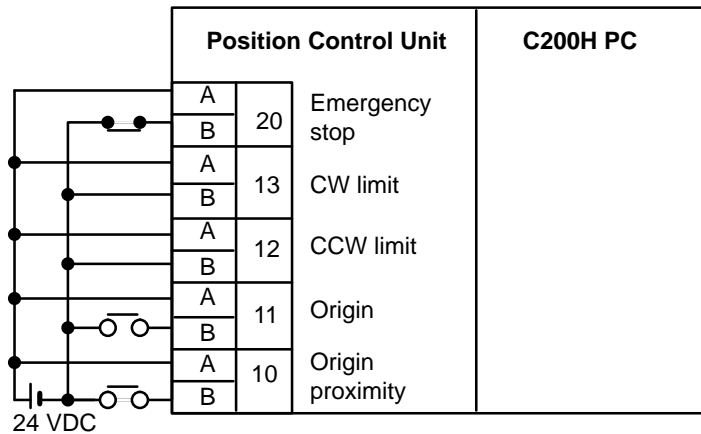 Position Control Unit
C200H PC
A
B
20
Emergency
stop
A
B
13
CW limit
A
B
12
CCW limit
A
B
11
Origin
A
B
10
Origin
proximity
24 VDC